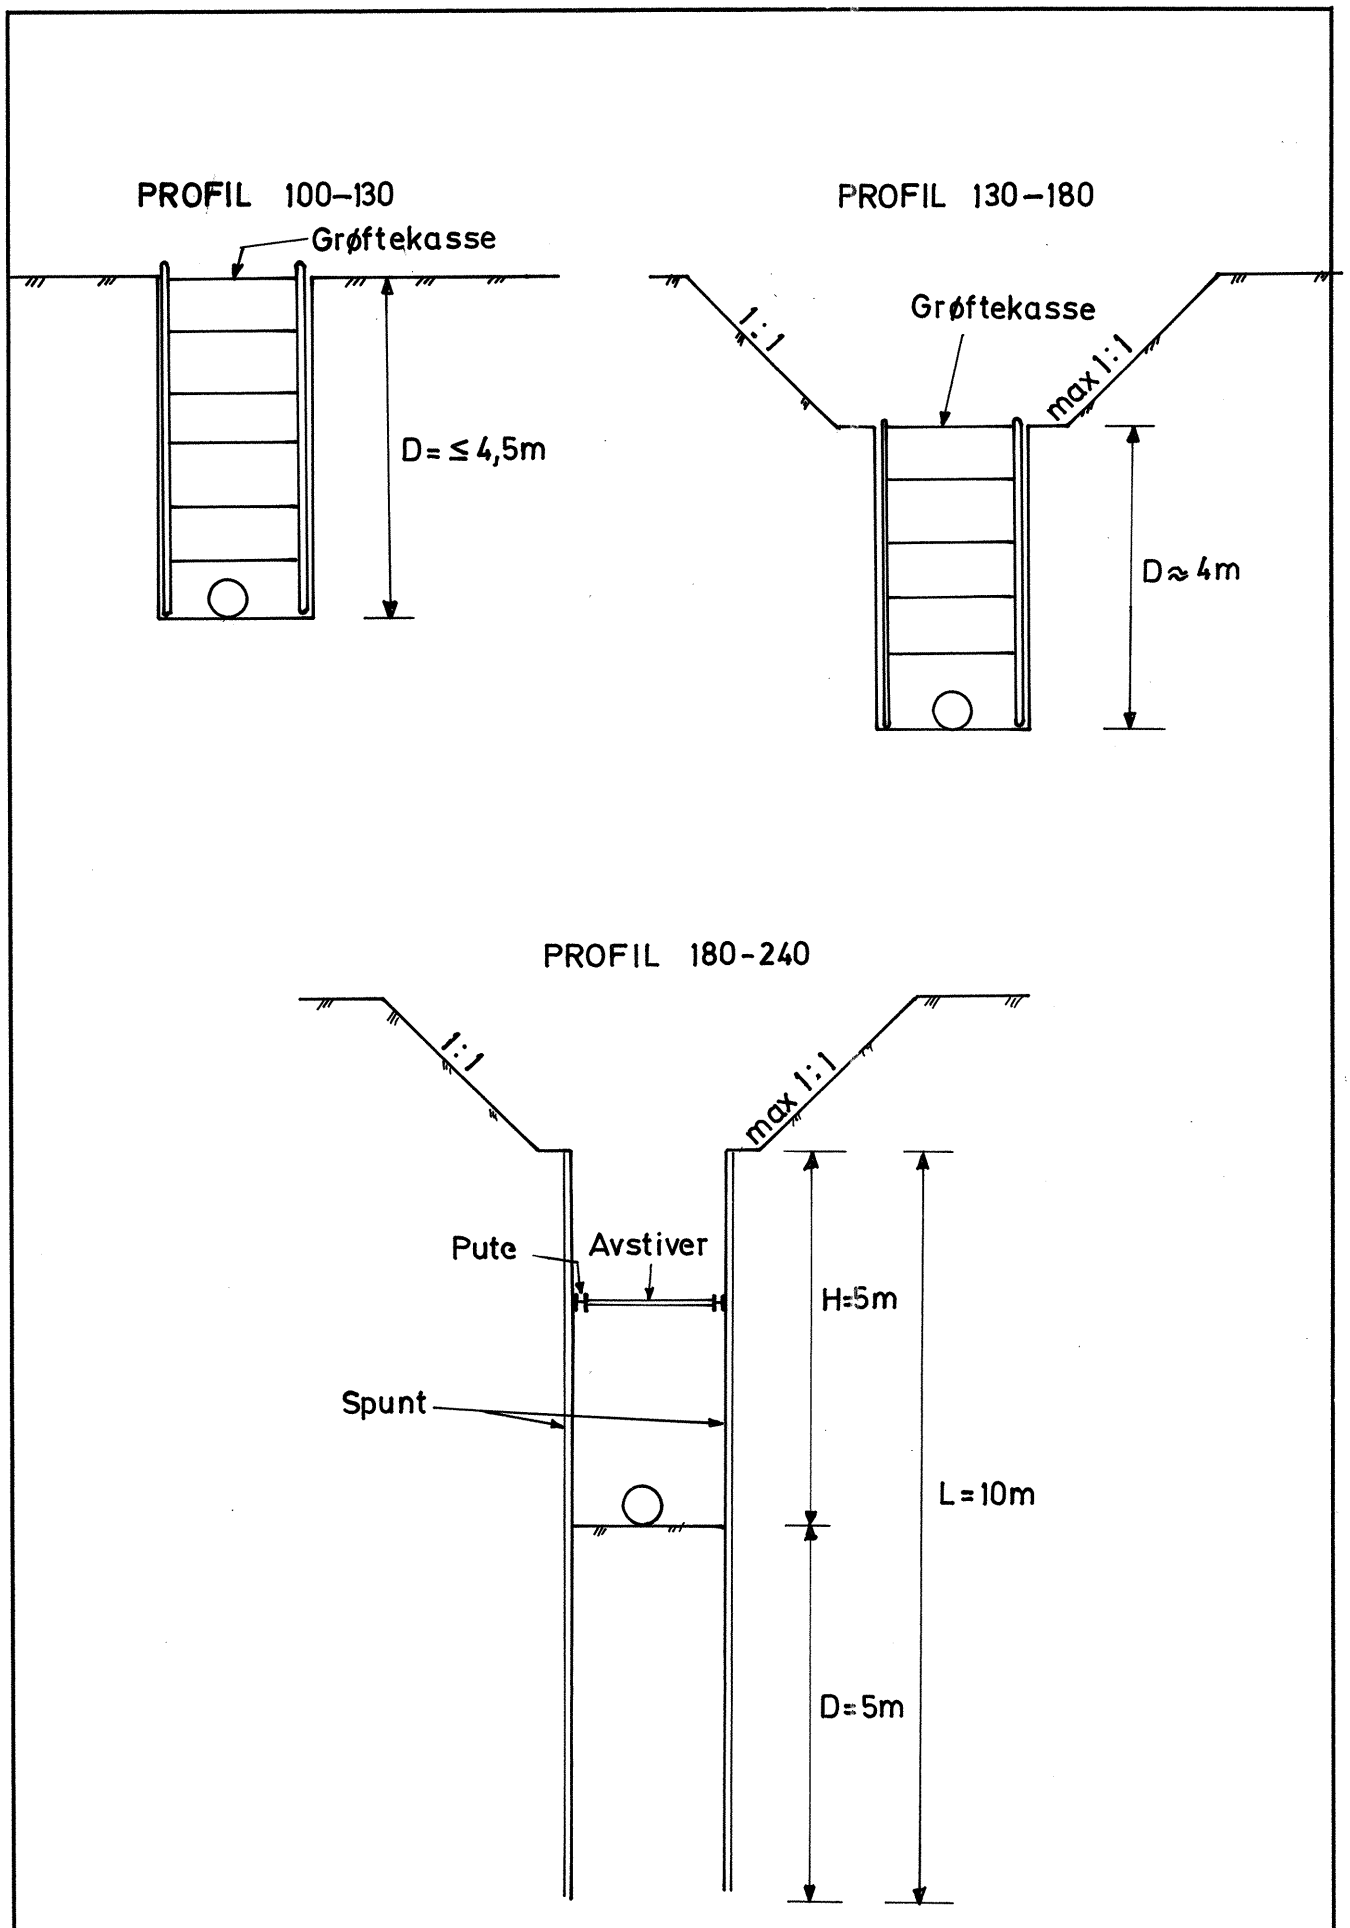 PROFIL 100-130
Grøftekasse
D = ≤ 4,5m
PROFIL 130-180
1:1
Grøftekasse
max 1:1
D ≈ 4m
PROFIL 180-240
1:1
max 1:1
Pute
Avstiver
H=5m
Spunt
L=10m
D=5m